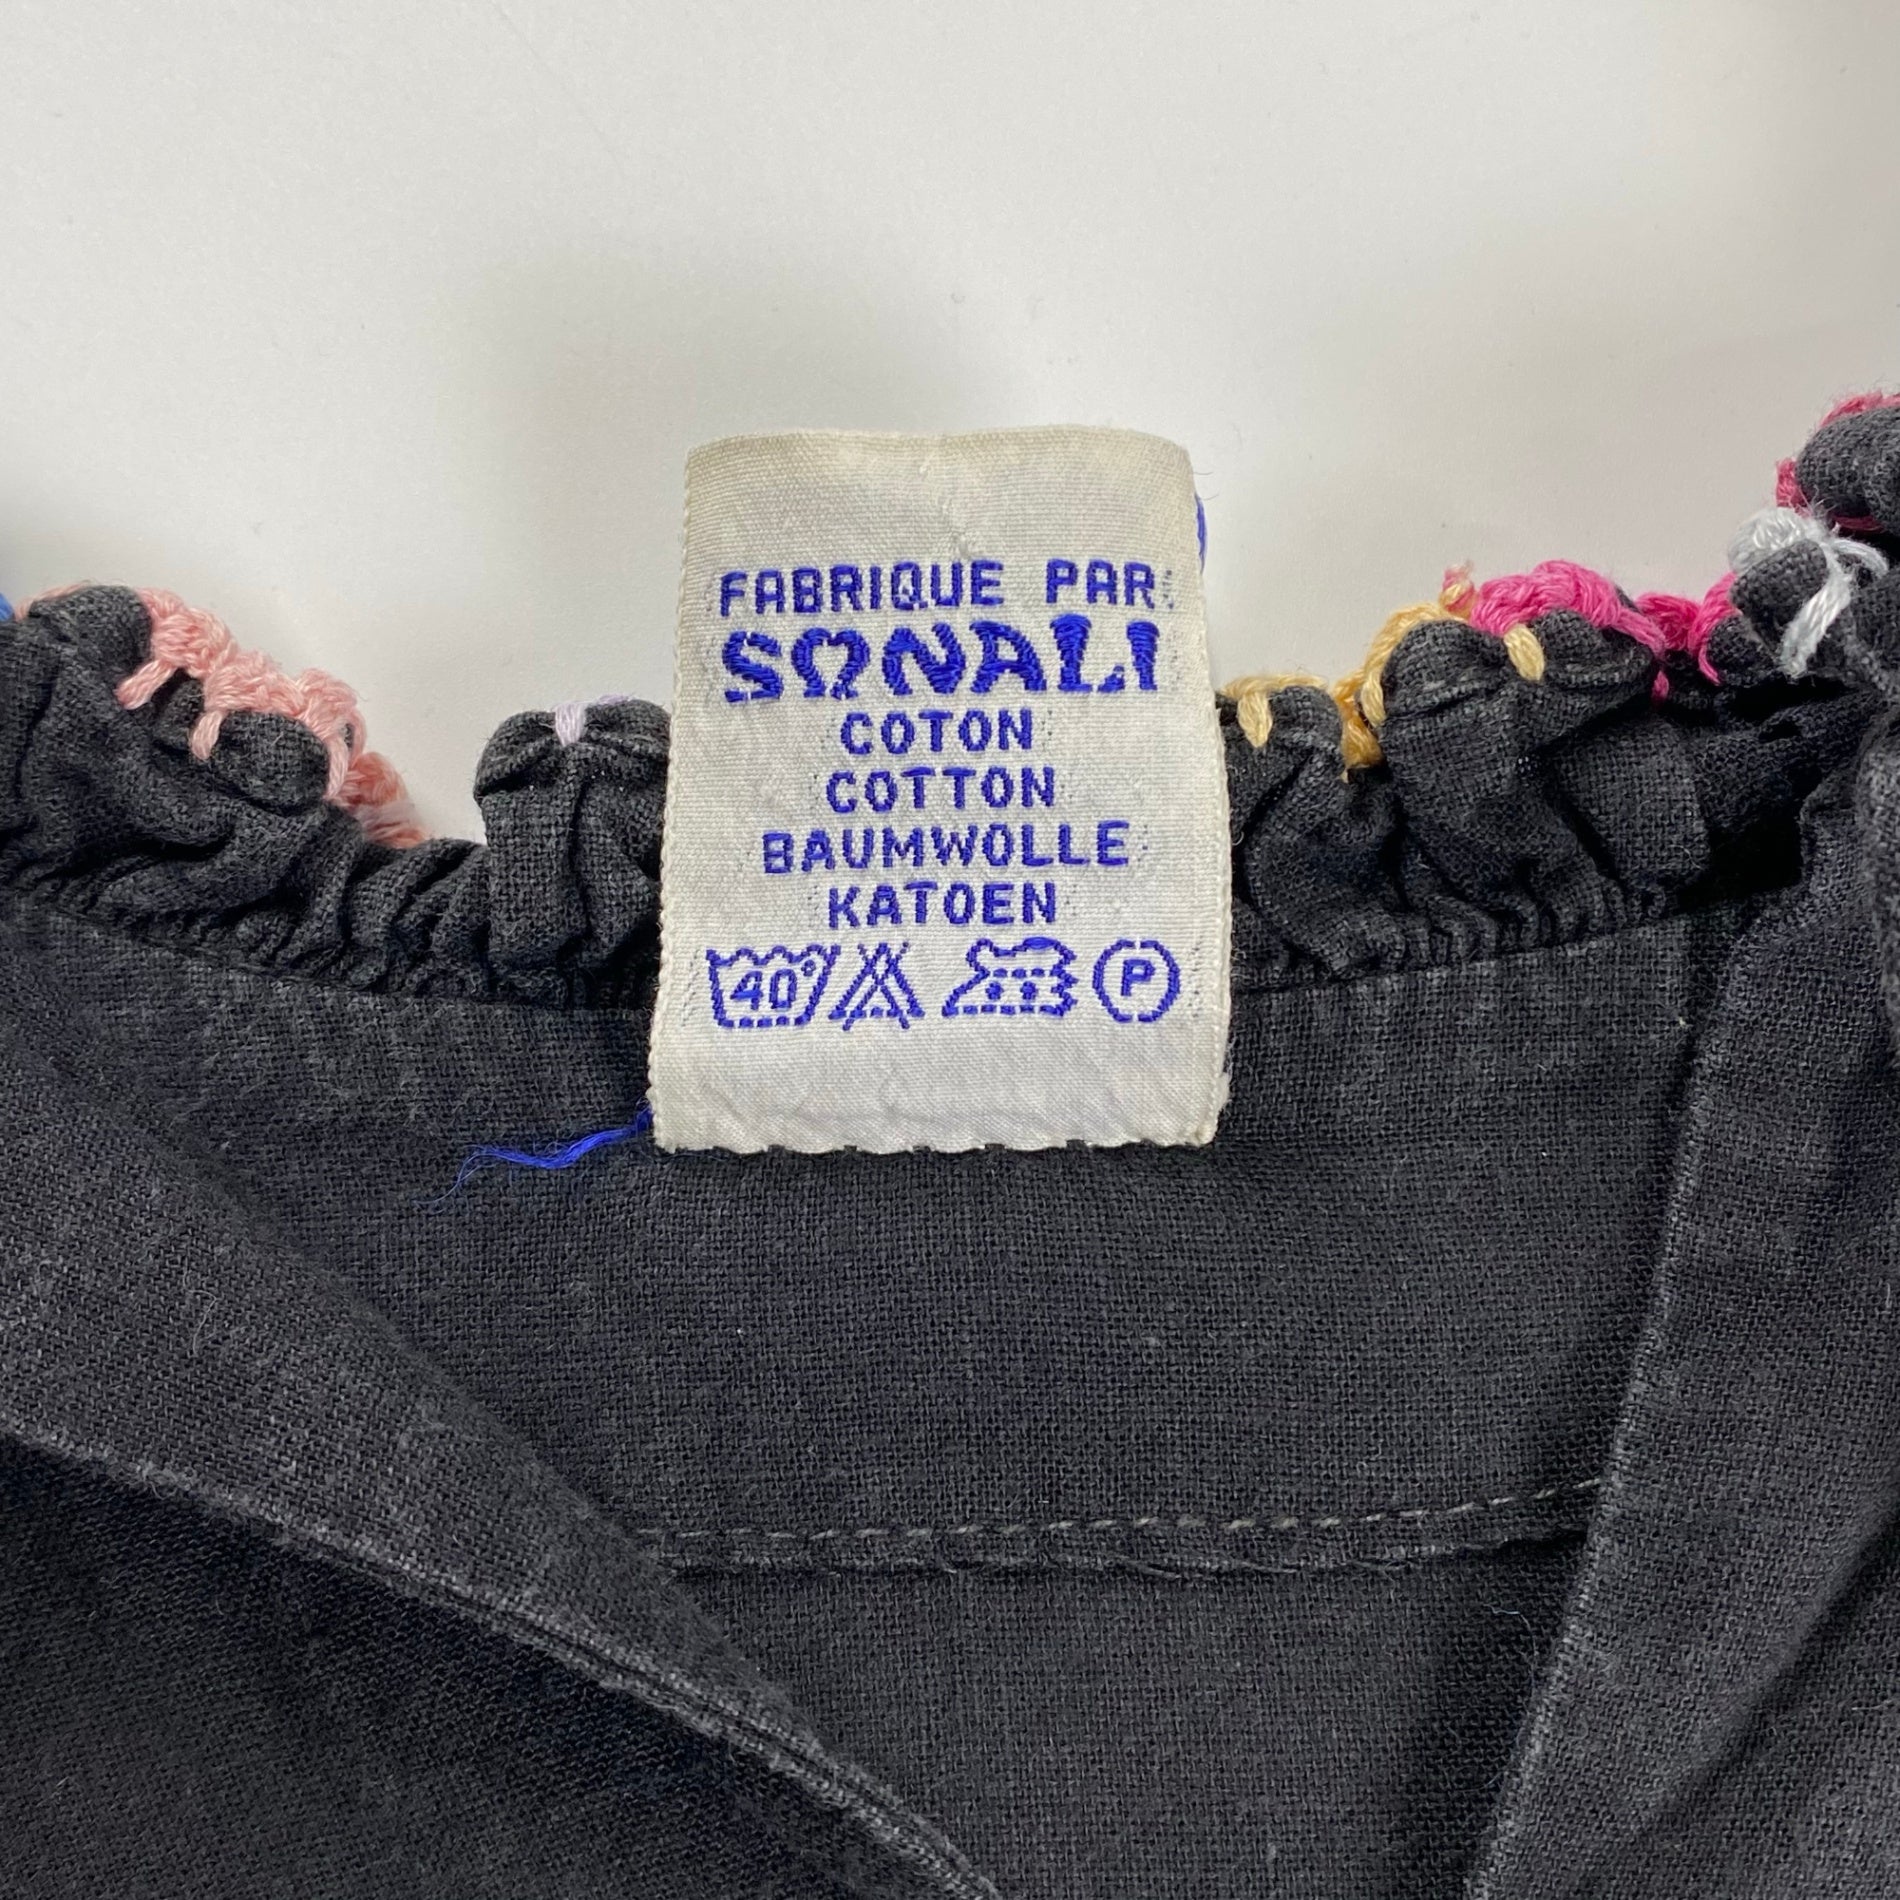 FABRIQUE PAR:
SONALI
COTON
COTTON
BAUMWOLLE
KATOEN
40° P